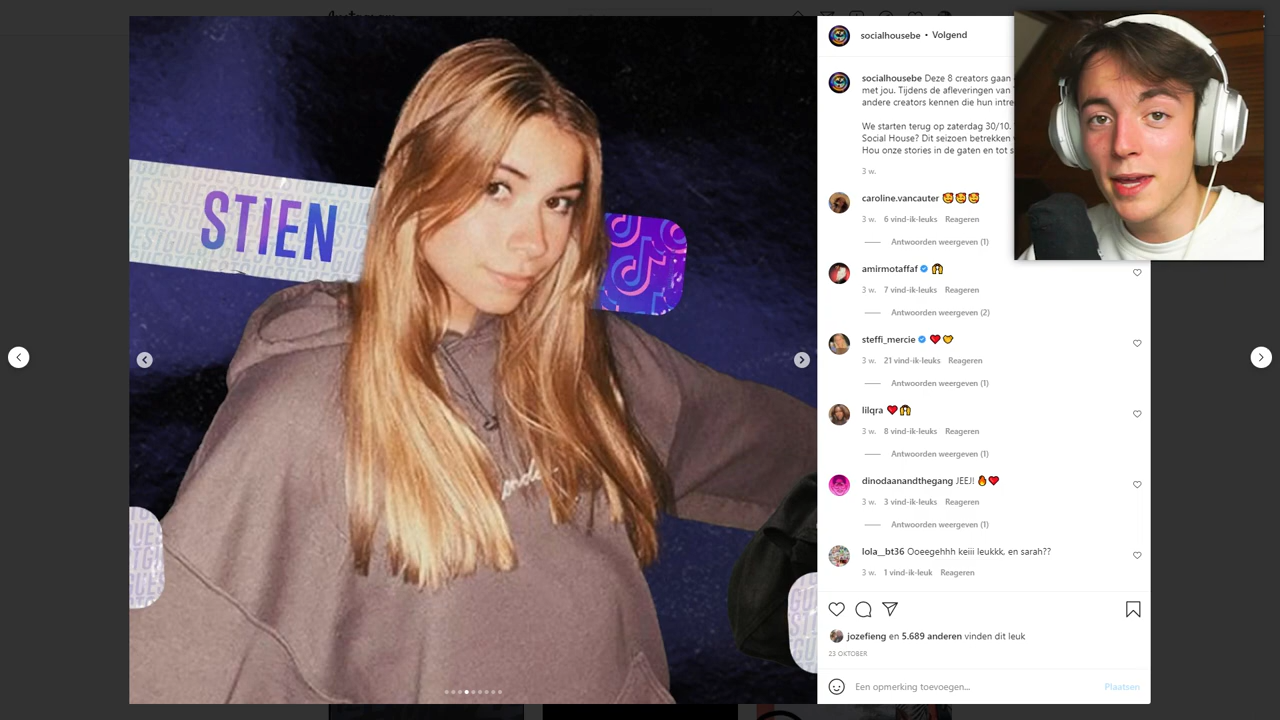 STIEN
socialhousebe • Volgend
socialhousebe Deze 8 creators gaan
met jou. Tijdens de afleveringen van
andere creators kennen die hun intre
We starten terug op zaterdag 30/10.
Social House? Dit seizoen betrekken
Hou onze stories in de gaten en tot s
3 w.
caroline.vancauter 🥰🥰🥰
3 w. 6 vind-ik-leuks Reageren
Antwoorden weergeven (1)
amirmotaffaf
3 w. 7 vind-ik-leuks Reageren
Antwoorden weergeven (2)
steffi_mercie ❤️💛
3 w. 21 vind-ik-leuks Reageren
Antwoorden weergeven (1)
lilqra ❤️
3 w. 8 vind-ik-leuks Reageren
Antwoorden weergeven (1)
dinodaanandthegang JEEJ! 🔥❤️
3 w. 3 vind-ik-leuks Reageren
Antwoorden weergeven (1)
lola__bt36 Ooeegehhh keiii leukkk, en sarah??
3 w. 1 vind-ik-leuk Reageren
jozefieng en 5.689 anderen vinden dit leuk
23 OKTOBER
Een opmerking toevoegen... Plaatsen